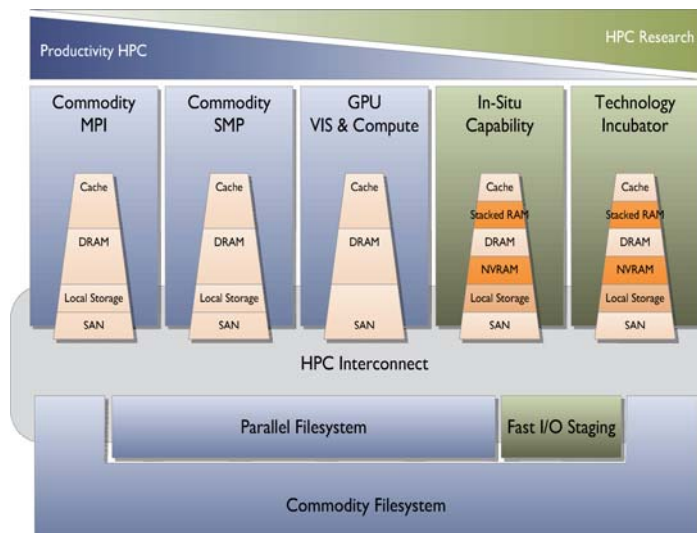 Productivity HPC
HPC Research
Commodity
MPI
Commodity
SMP
GPU
VIS & Compute
In-Situ
Capability
Technology
Incubator
Cache
DRAM
Local Storage
SAN
Cache
DRAM
Local Storage
SAN
Cache
DRAM
SAN
Cache
Stacked RAM
DRAM
NVRAM
Local Storage
SAN
Cache
Stacked RAM
DRAM
NVRAM
Local Storage
SAN
HPC Interconnect
Parallel Filesystem
Fast I/O Staging
Commodity Filesystem